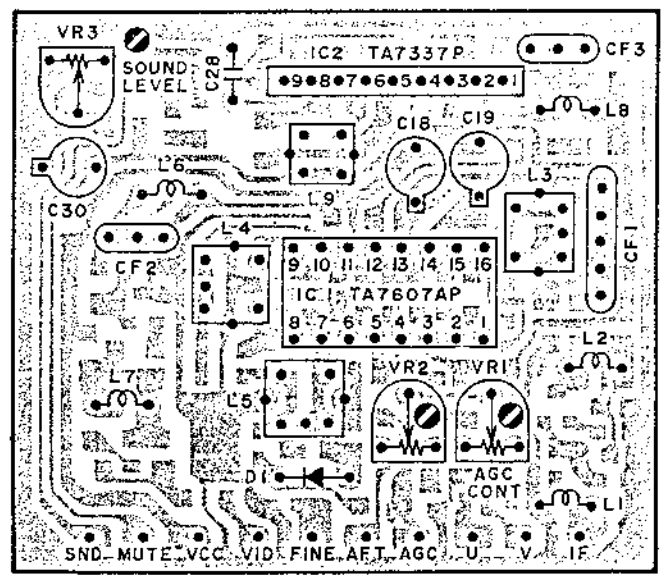 VR3
SOUND
LEVEL
C28
IC2 TA7337P
9 8 7 6 5 4 3 2 1
CF3
L8
C30
L6
L9
C18
C19
L3
CF1
CF2
L4
9 10 11 12 13 14 15 16
IC1 TA7607AP
8 7 6 5 4 3 2 1
L2
L7
L5
VR2
VR1
D1
AGC
CONT
L1
SND MUTE VCC VID FINE AFT AGC U V IF